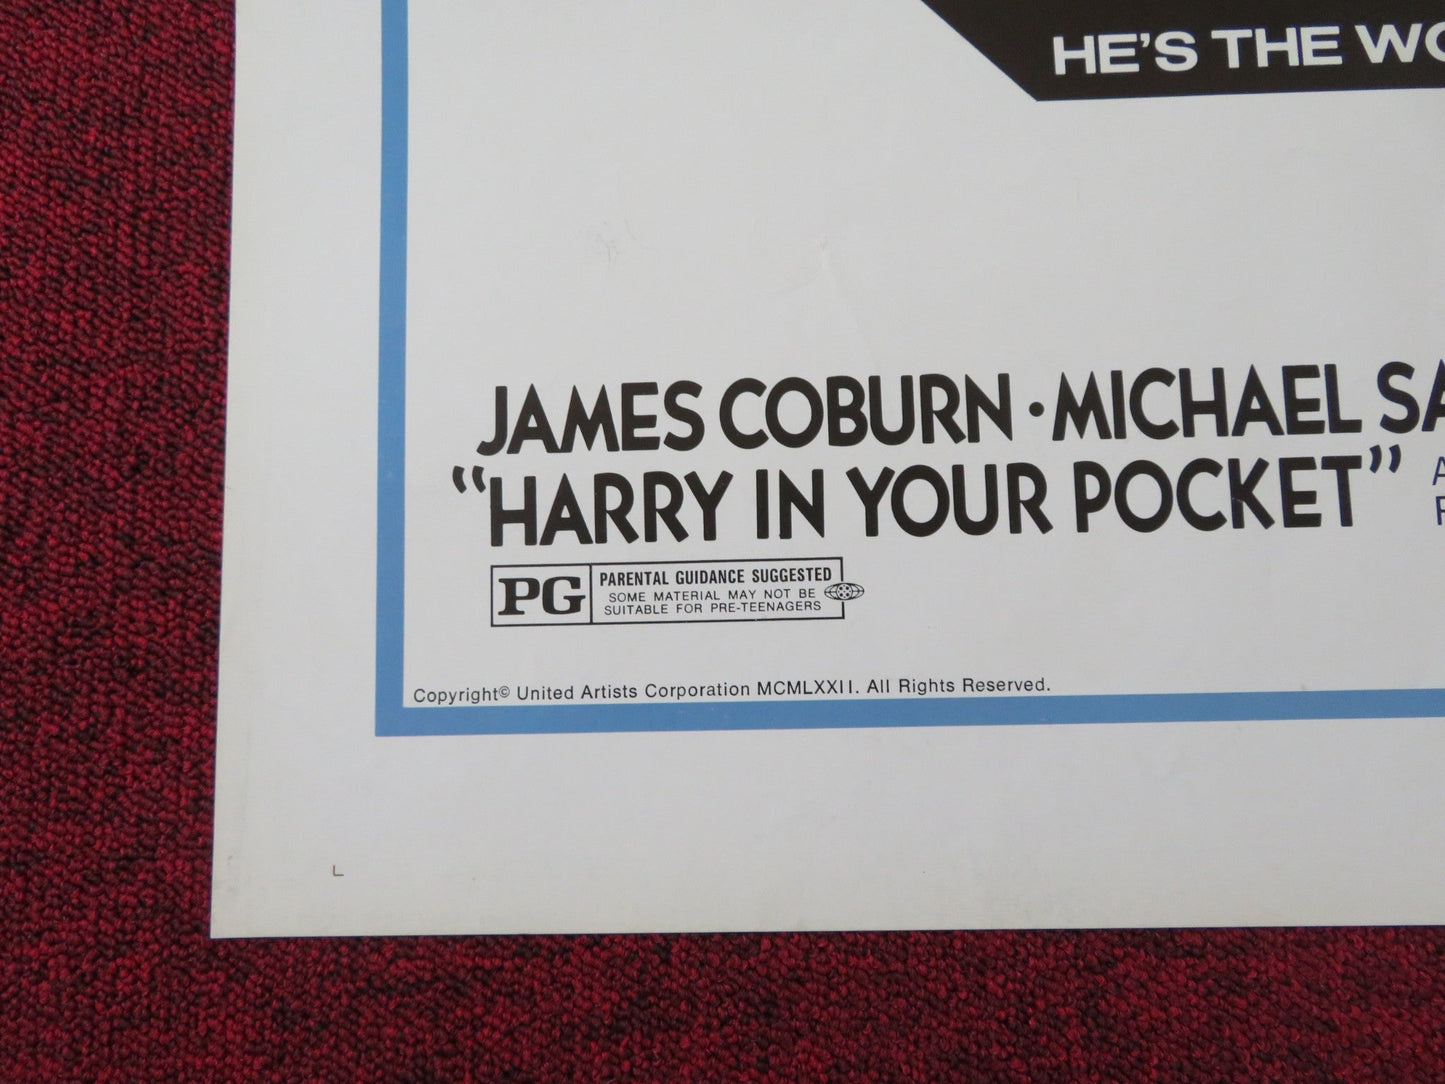 HE'S THE WO
JAMES COBURN · MICHAEL SA
"HARRY IN YOUR POCKET"
PG
PARENTAL GUIDANCE SUGGESTED
SOME MATERIAL MAY NOT BE
SUITABLE FOR PRE-TEENAGERS
Copyright© United Artists Corporation MCMLXXII. All Rights Reserved.